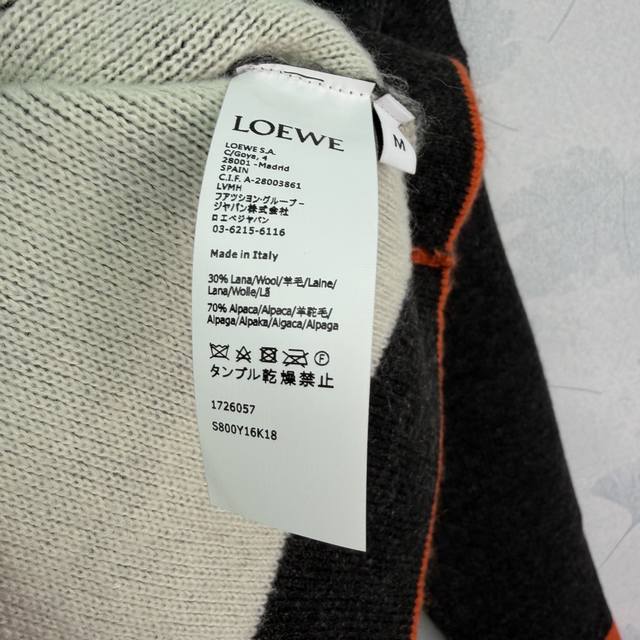 LOEWE
M
LOEWE S.A.
C/Goya, 4
28001 -Madrid
SPAIN
C.I.F. A-28003861
LVMH
ファツション·グループ-
ジャパン株式会社
ロエベジャパン
03-6215-6116
Made in Italy
30% Lana/Wool/羊毛/Laine/
Lana/Wolle/Lã
70% Alpaca/Alpaca/羊駝毛/
Alpaga/Alpaka/Aigaca/Alpaga
F
タンブル乾燥禁止
1726057
S800Y16K18